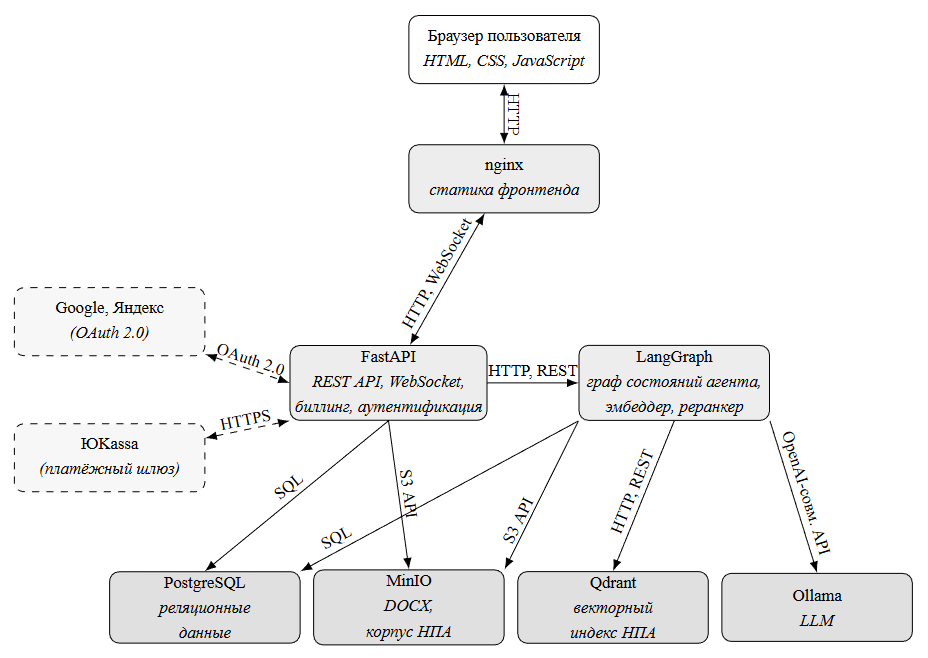 Браузер пользователя
HTML, CSS, JavaScript
HTTP
nginx
статика фронтенда
HTTP, WebSocket
Google, Яндекс
(OAuth 2.0)
OAuth 2.0
FastAPI
REST API, WebSocket,
биллинг, аутентификация
HTTP, REST
LangGraph
граф состояний агента,
эмбеддер, реранкер
HTTPS
ЮKassa
(платёжный шлюз)
SQL
S3 API
SQL
S3 API
HTTP, REST
OpenAI-совм. API
PostgreSQL
реляционные
данные
MinIO
DOCX,
корпус НПА
Qdrant
векторный
индекс НПА
Ollama
LLM